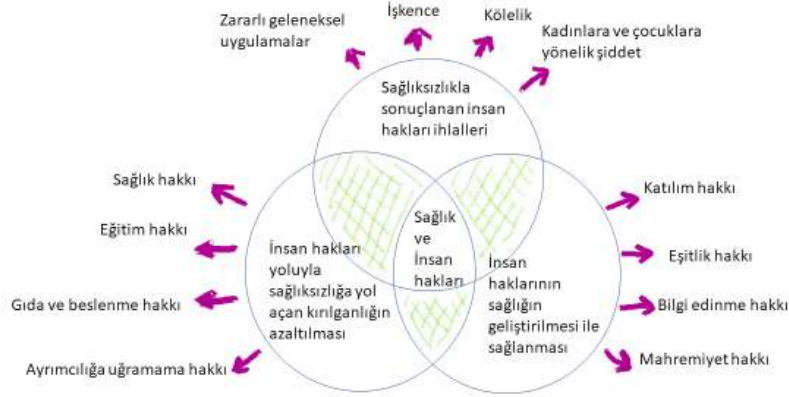 Zararlı geleneksel
uygulamalar
İşkence
Kölelik
Kadınlara ve çocuklara
yönelik şiddet
Sağlıksızlıkla
sonuçlanan insan
hakları ihlalleri
Sağlık hakkı
Eğitim hakkı
Gıda ve beslenme hakkı
Ayrımcılığa uğramama hakkı
İnsan hakları
yoluyla
sağlıksızlığa yol
açan kırılganlığın
azaltılması
Sağlık
ve
İnsan
hakları
İnsan
haklarının
sağlığın
geliştirilmesi ile
sağlanması
Katılım hakkı
Eşitlik hakkı
Bilgi edinme hakkı
Mahremiyet hakkı